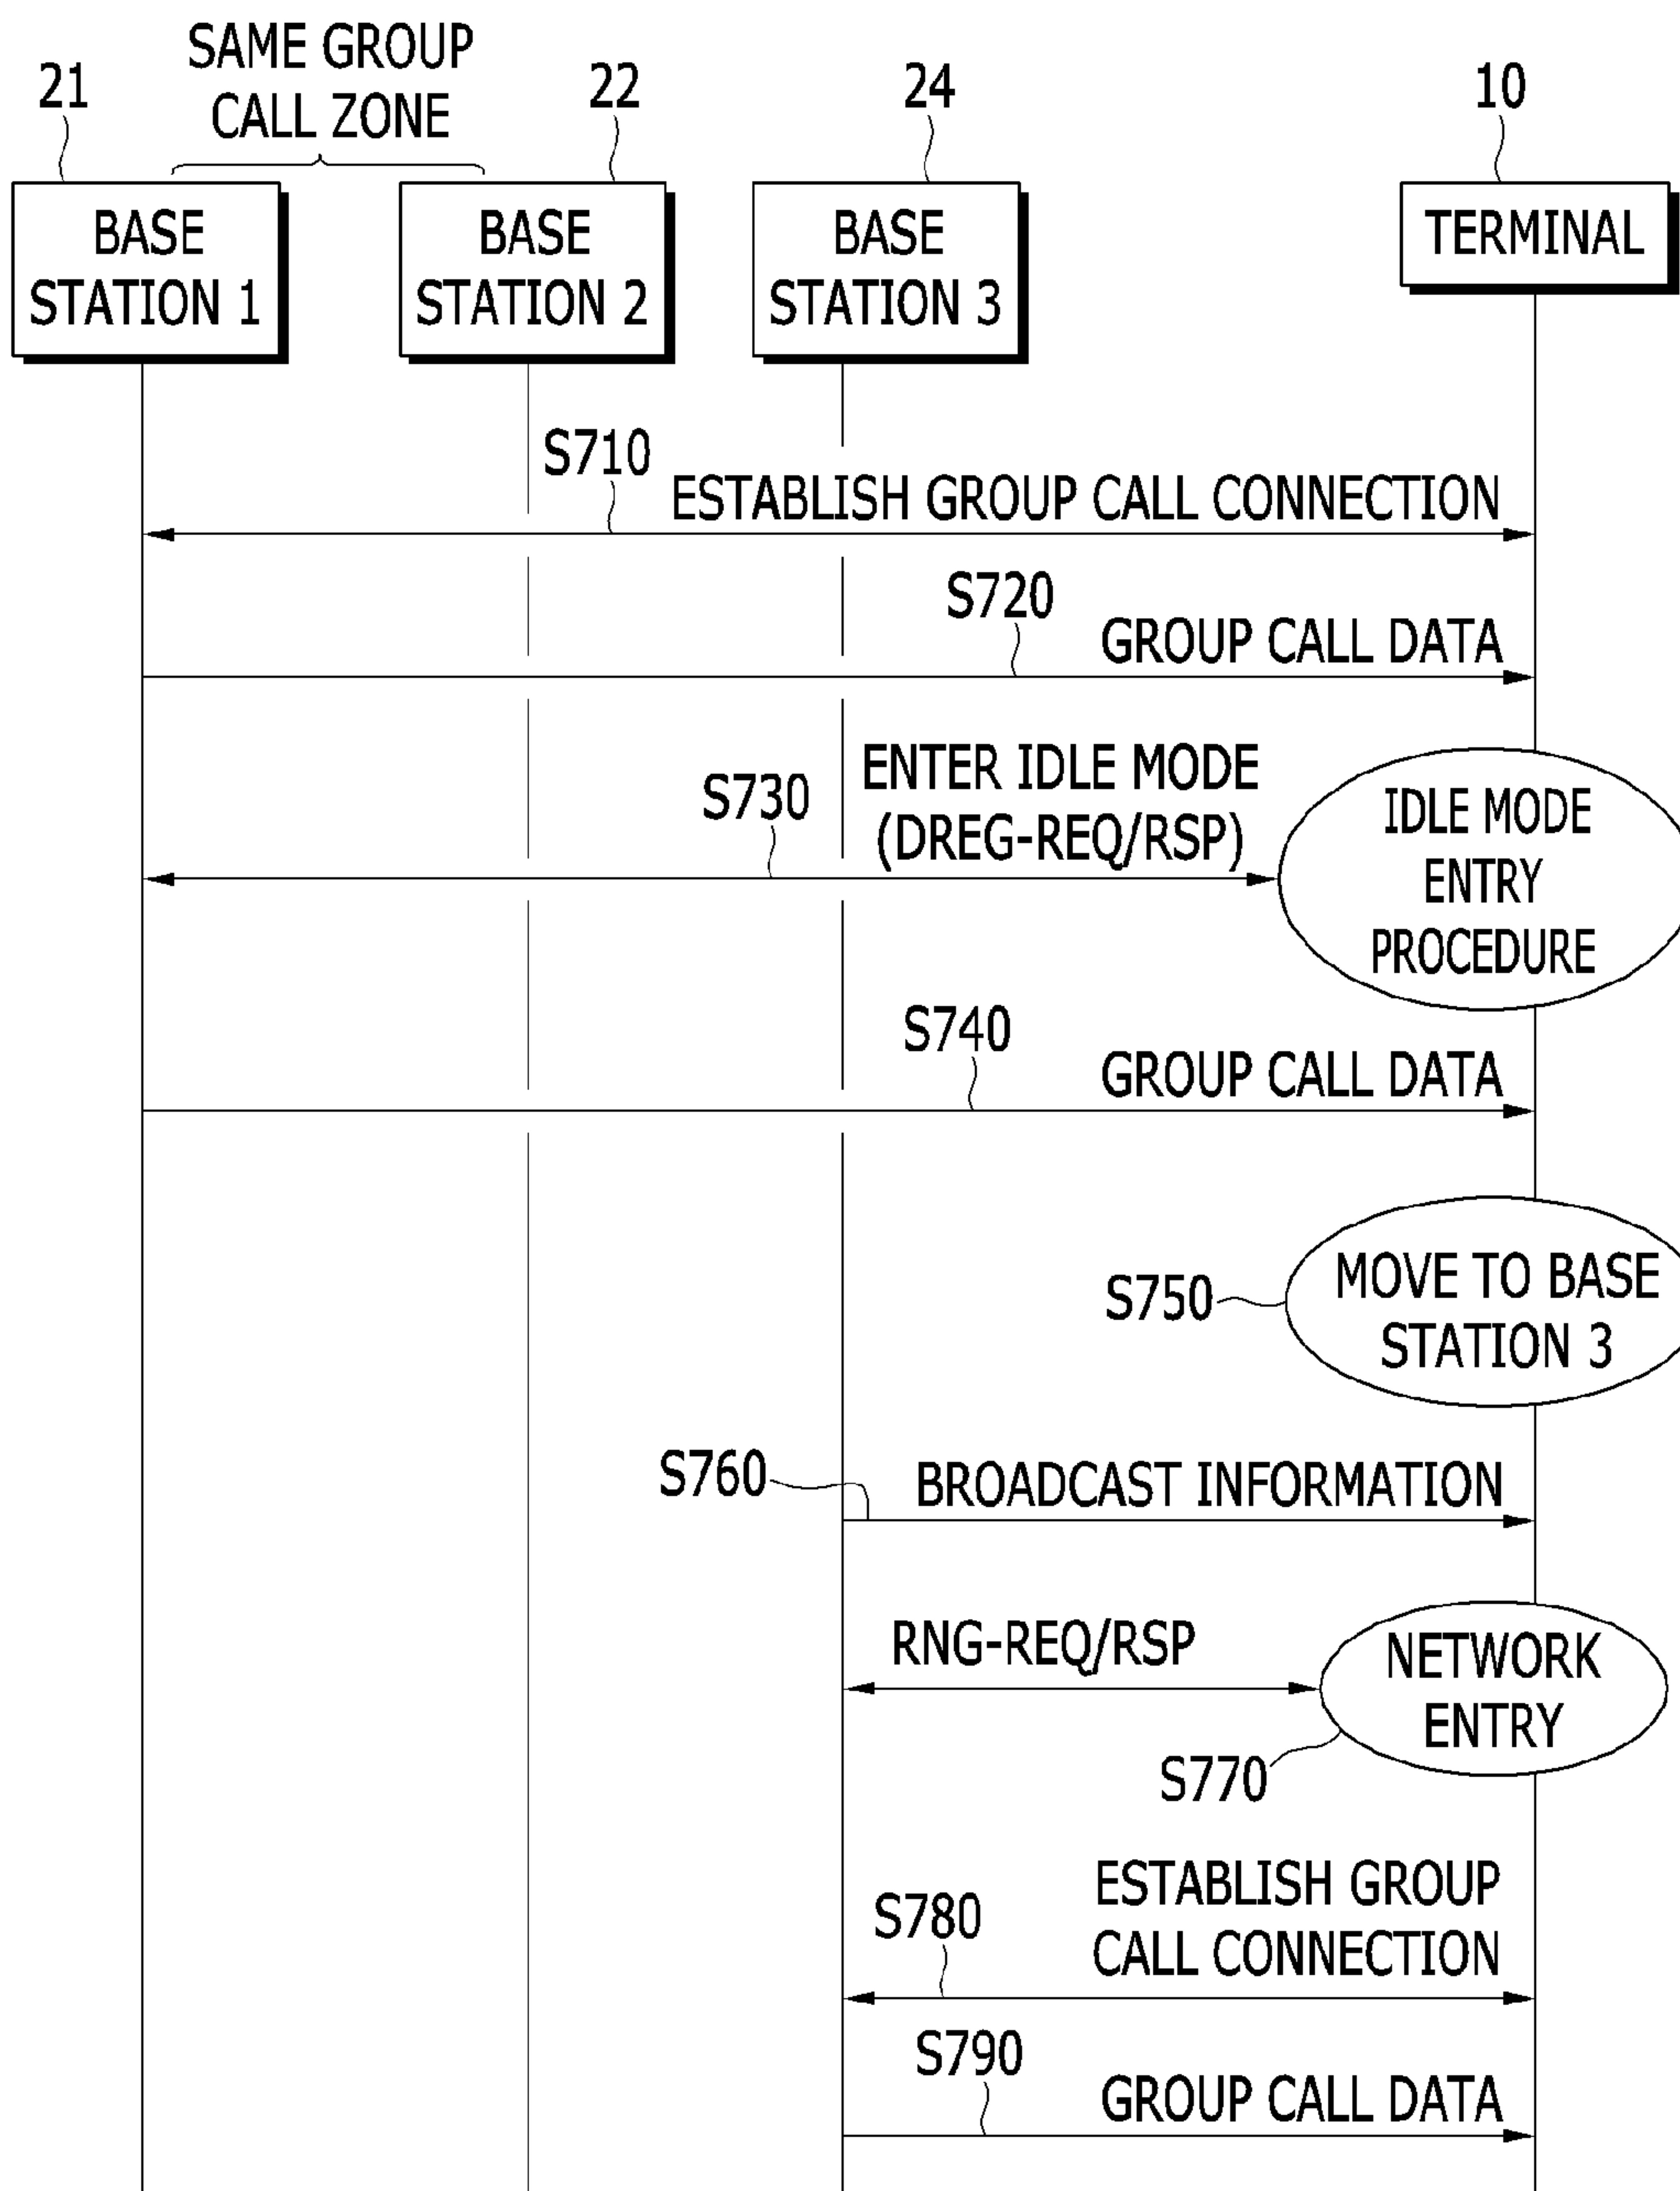 SAME GROUP
CALL ZONE
21
22
24
10
BASE
STATION 1
BASE
STATION 2
BASE
STATION 3
TERMINAL
S710
ESTABLISH GROUP CALL CONNECTION
S720
GROUP CALL DATA
S730
ENTER IDLE MODE
(DREG-REQ/RSP)
IDLE MODE
ENTRY
PROCEDURE
S740
GROUP CALL DATA
S750
MOVE TO BASE
STATION 3
S760
BROADCAST INFORMATION
RNG-REQ/RSP
NETWORK
ENTRY
S770
ESTABLISH GROUP
CALL CONNECTION
S780
S790
GROUP CALL DATA